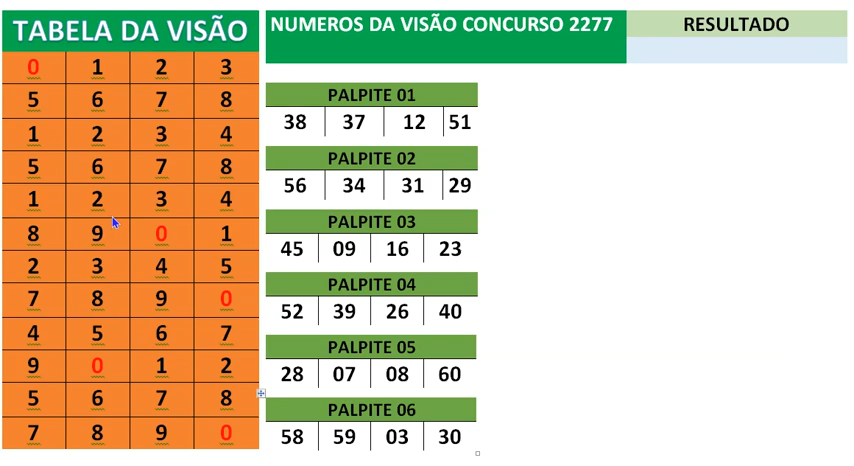 TABELA DA VISÃO
0 1 2 3
5 6 7 8
1 2 3 4
5 6 7 8
1 2 3 4
8 9 0 1
2 3 4 5
7 8 9 0
4 5 6 7
9 0 1 2
5 6 7 8
7 8 9 0
NUMEROS DA VISÃO CONCURSO 2277
RESULTADO
PALPITE 01
38 37 12 51
PALPITE 02
56 34 31 29
PALPITE 03
45 09 16 23
PALPITE 04
52 39 26 40
PALPITE 05
28 07 08 60
PALPITE 06
58 59 03 30